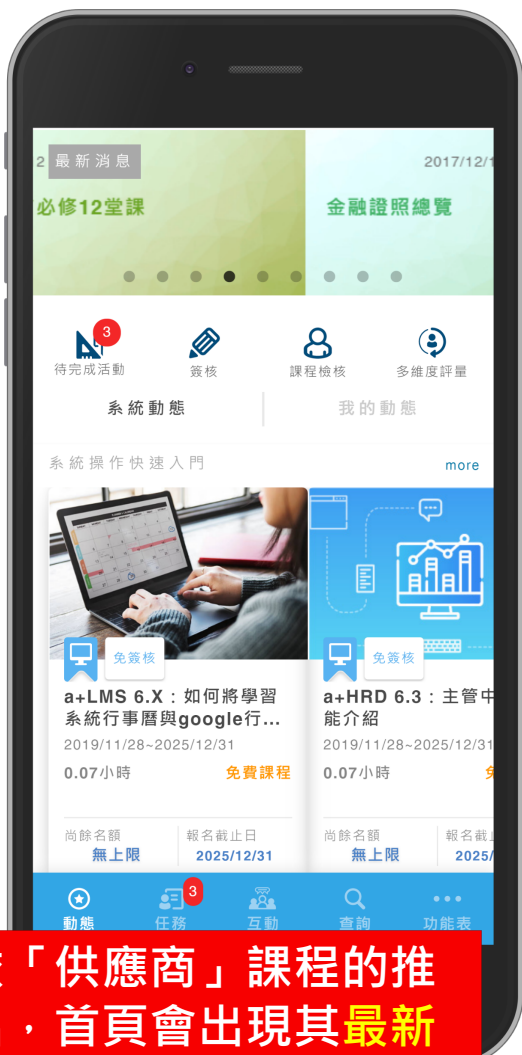 2 最新消息
2017/12/1
必修12堂課
金融證照總覽
3
待完成活動
簽核
課程檢核
多維度評量
系統動態
我的動態
系統操作快速入門
more
免簽核
免簽核
a+LMS 6.X：如何將學習
系統行事曆與google行...
2019/11/28~2025/12/31
0.07小時
免費課程
尚餘名額
報名截止日
無上限
2025/12/31
a+HRD 6.3：主管中
能介紹
2019/11/28~2025/12/31
0.07小時
尚餘名額
報名截
無上限
2025/
動態
3
任務
互動
查詢
功能表
「供應商」課程的推
，首頁會出現其最新